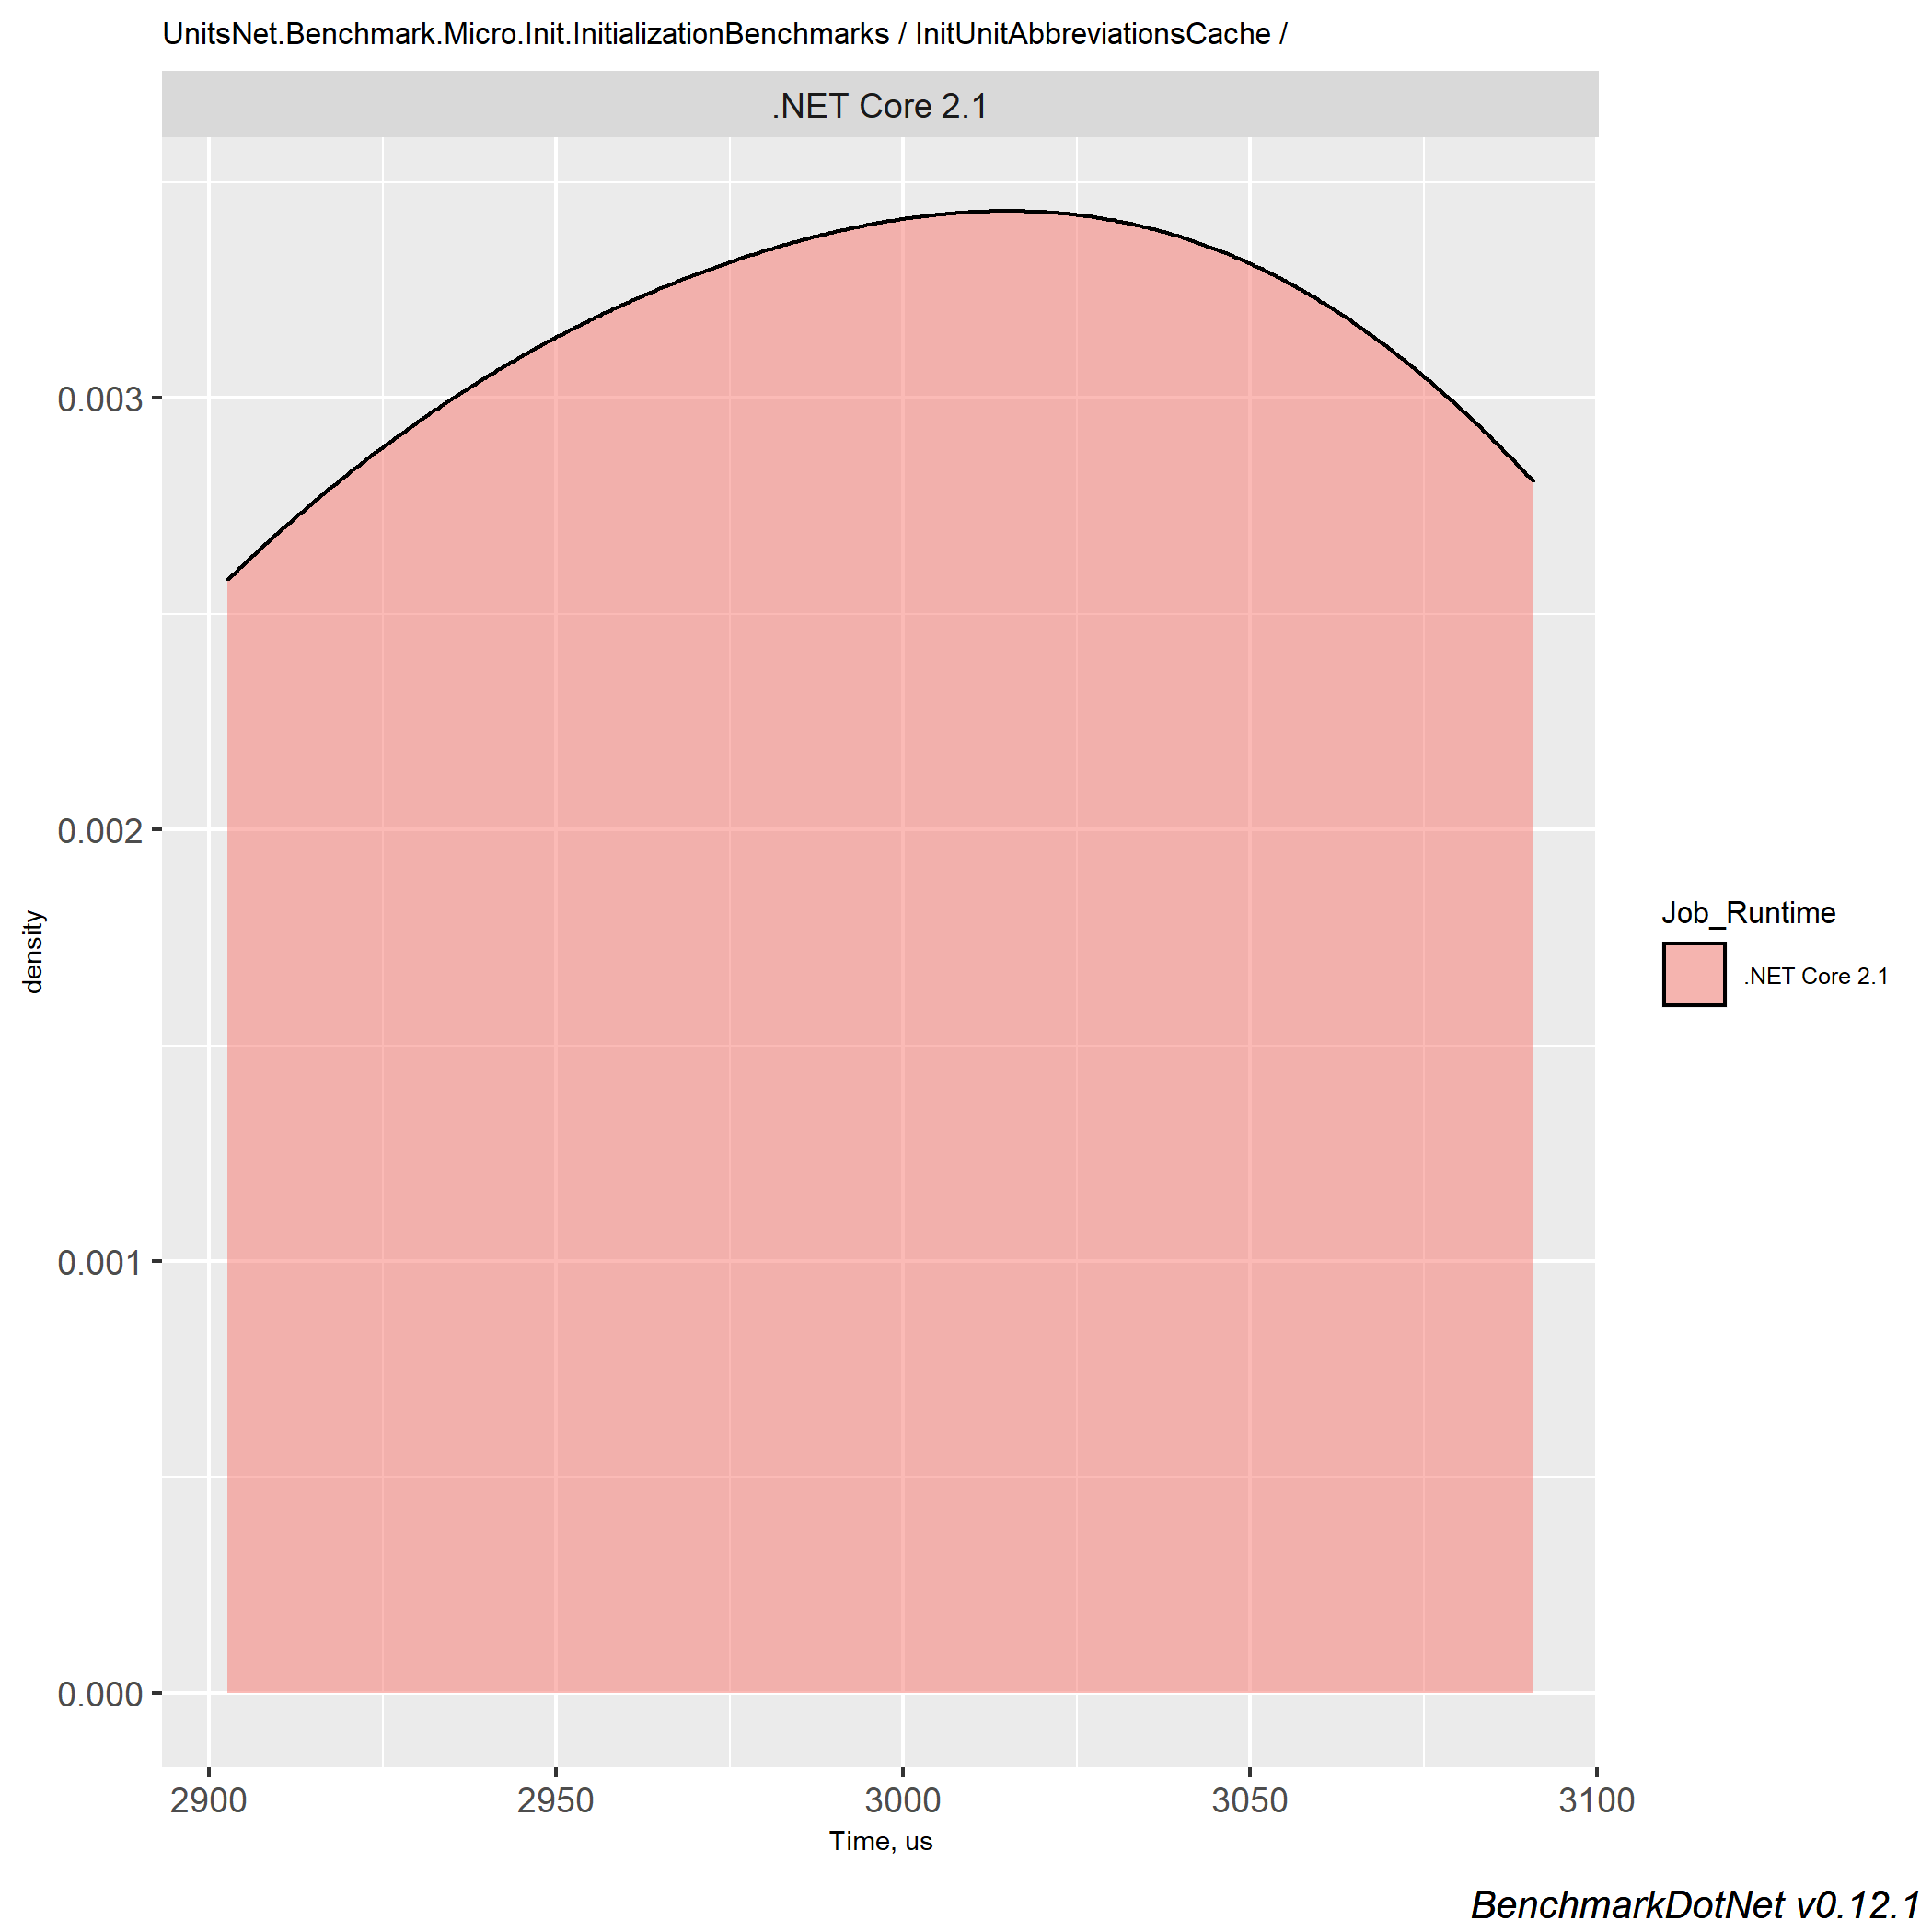 UnitsNet.Benchmark.Micro.Init.InitializationBenchmarks / InitUnitAbbreviationsCache /
.NET Core 2.1
0.003
0.002
0.001
0.000
density
2900 2950 3000 3050 3100
Time, us
Job_Runtime
.NET Core 2.1
BenchmarkDotNet v0.12.1